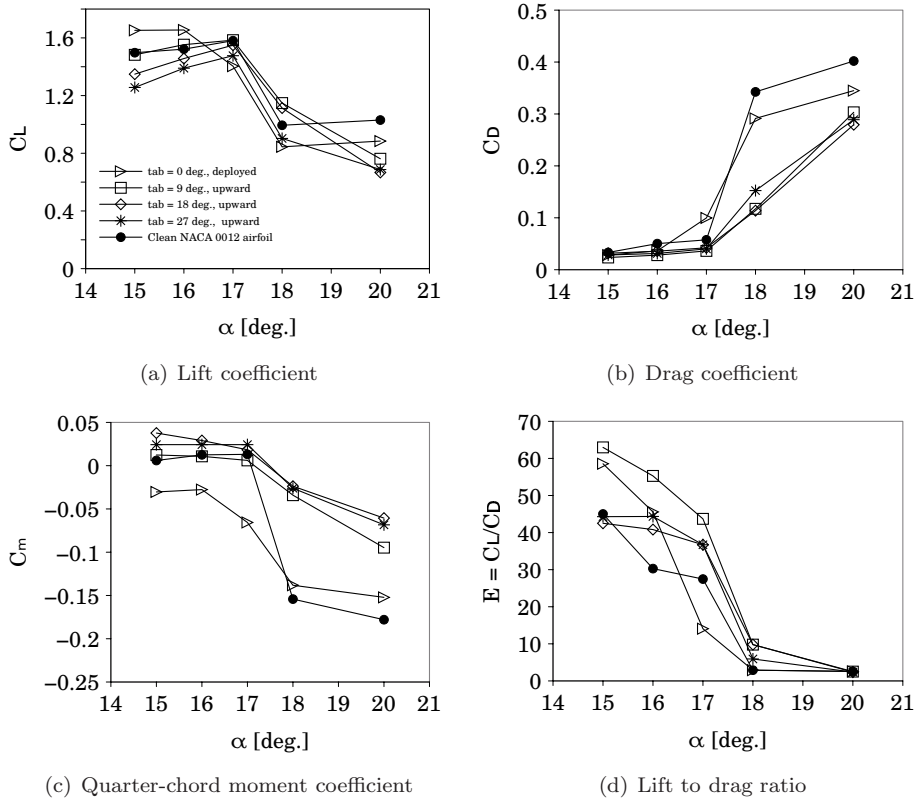 1.6
1.2
0.8
0.4
0
CL
tab = 0 deg., deployed
tab = 9 deg., upward
tab = 18 deg., upward
tab = 27 deg., upward
Clean NACA 0012 airfoil
14 15 16 17 18 19 20 21
α [deg.]
(a) Lift coefficient
0.5
0.4
0.3
0.2
0.1
0
CD
14 15 16 17 18 19 20 21
α [deg.]
(b) Drag coefficient
0.05
0
−0.05
−0.1
−0.15
−0.2
−0.25
Cm
14 15 16 17 18 19 20 21
α [deg.]
(c) Quarter-chord moment coefficient
70
60
50
40
30
20
10
0
E = CL/CD
14 15 16 17 18 19 20 21
α [deg.]
(d) Lift to drag ratio